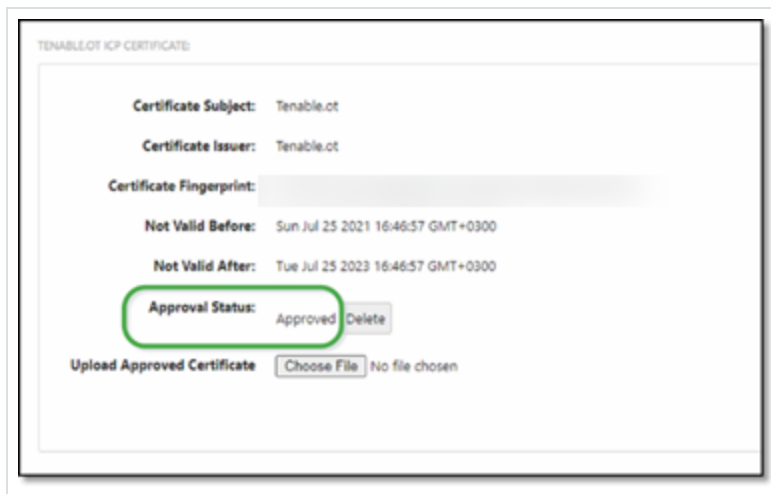 TENABLE.OT ICP CERTIFICATE:
Certificate Subject: Tenable.ot
Certificate Issuer: Tenable.ot
Certificate Fingerprint:
Not Valid Before: Sun Jul 25 2021 16:46:57 GMT+0300
Not Valid After: Tue Jul 25 2023 16:46:57 GMT+0300
Approval Status: Approved Delete
Upload Approved Certificate Choose File No file chosen